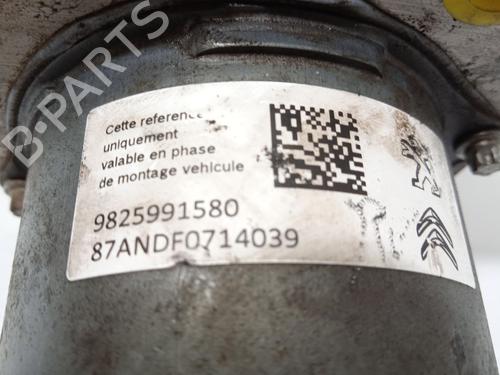 Cette reference
uniquement
valable en phase
de montage vehicule
9825991580
87ANDF0714039
B-PARTS